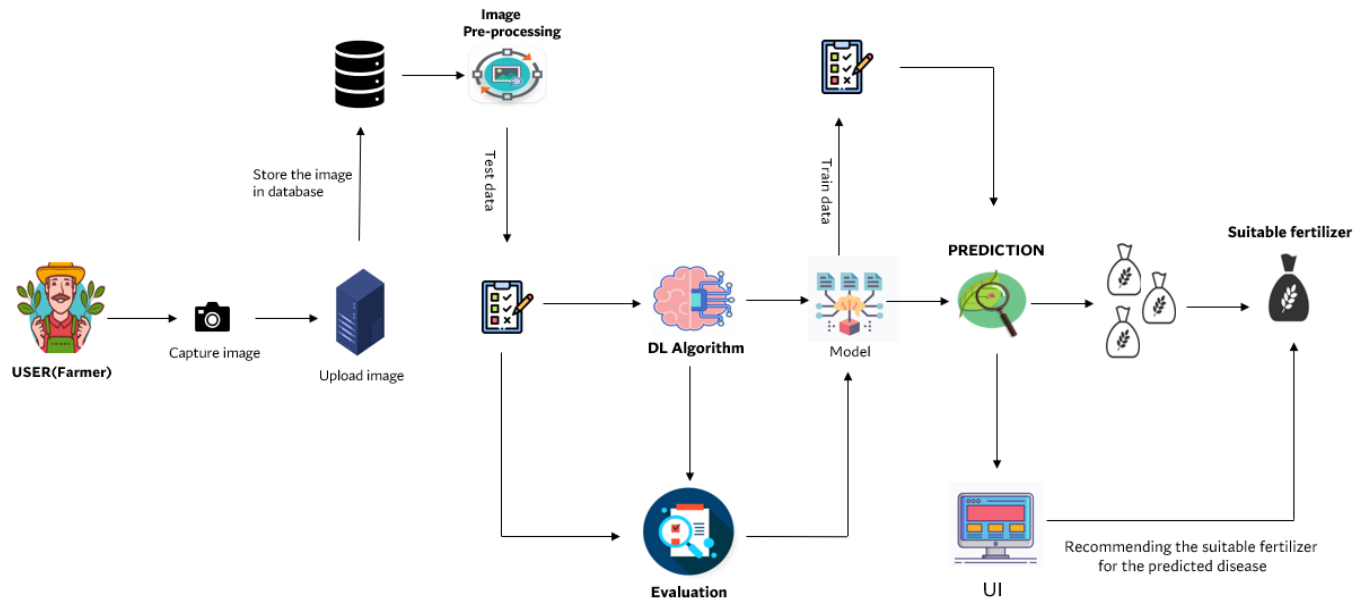 Image
Pre-processing
Store the image
in database
Test data
Train data
PREDICTION
Suitable fertilizer
USER(Farmer)
Capture image
Upload image
DL Algorithm
Model
Evaluation
UI
Recommending the suitable fertilizer
for the predicted disease